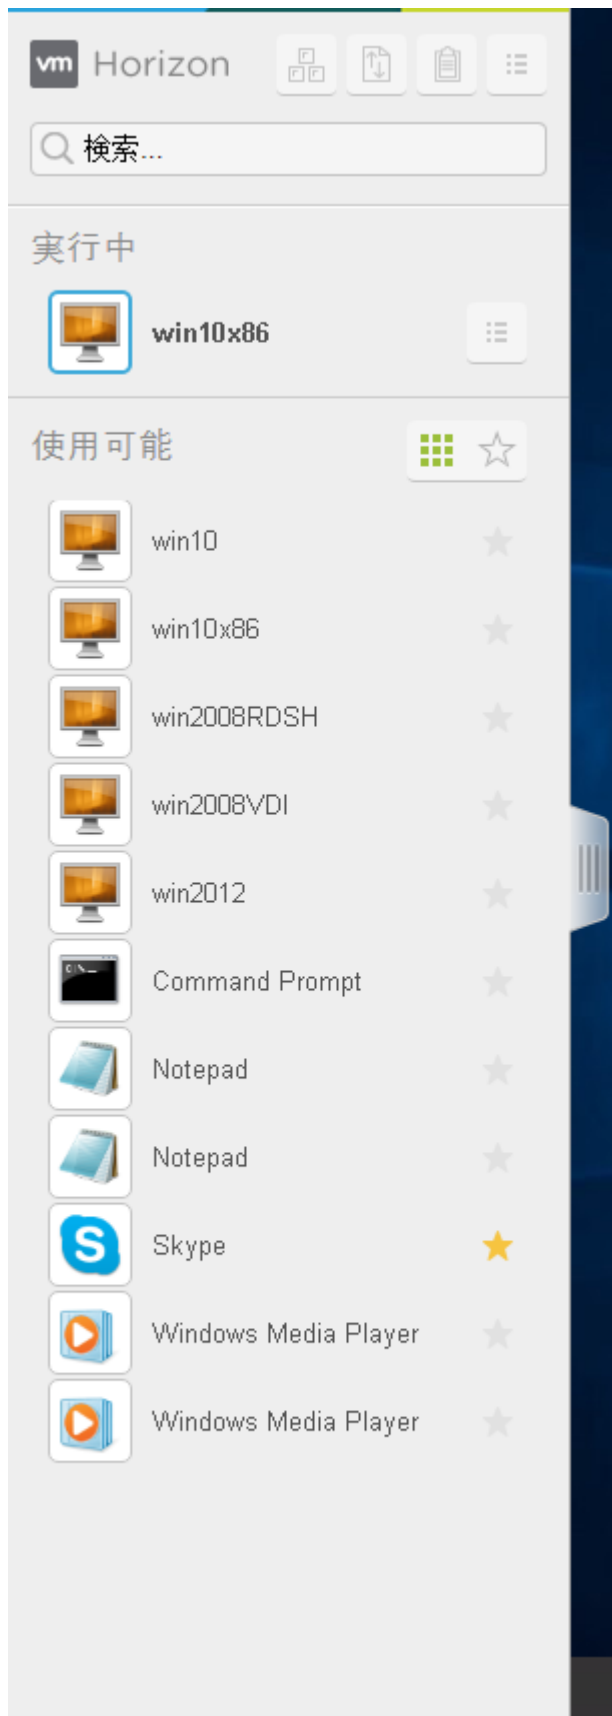 vm Horizon
検索...
実行中
win10x86
使用可能
win10
win10x86
win2008RDSH
win2008VDI
win2012
Command Prompt
Notepad
Notepad
Skype
Windows Media Player
Windows Media Player